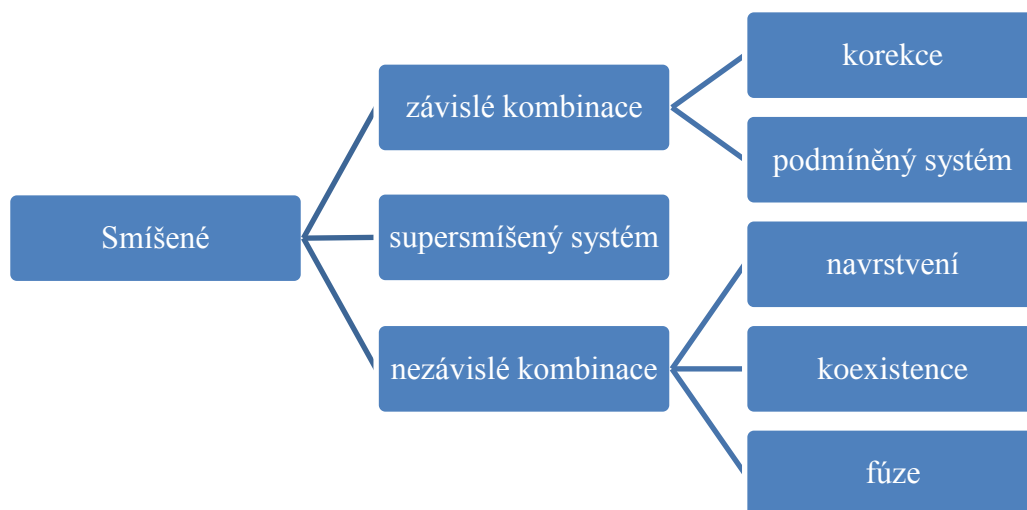 Smíšené
závislé kombinace
korekce
podmíněný systém
supersmíšený systém
nezávislé kombinace
navrstvení
koexistence
fúze